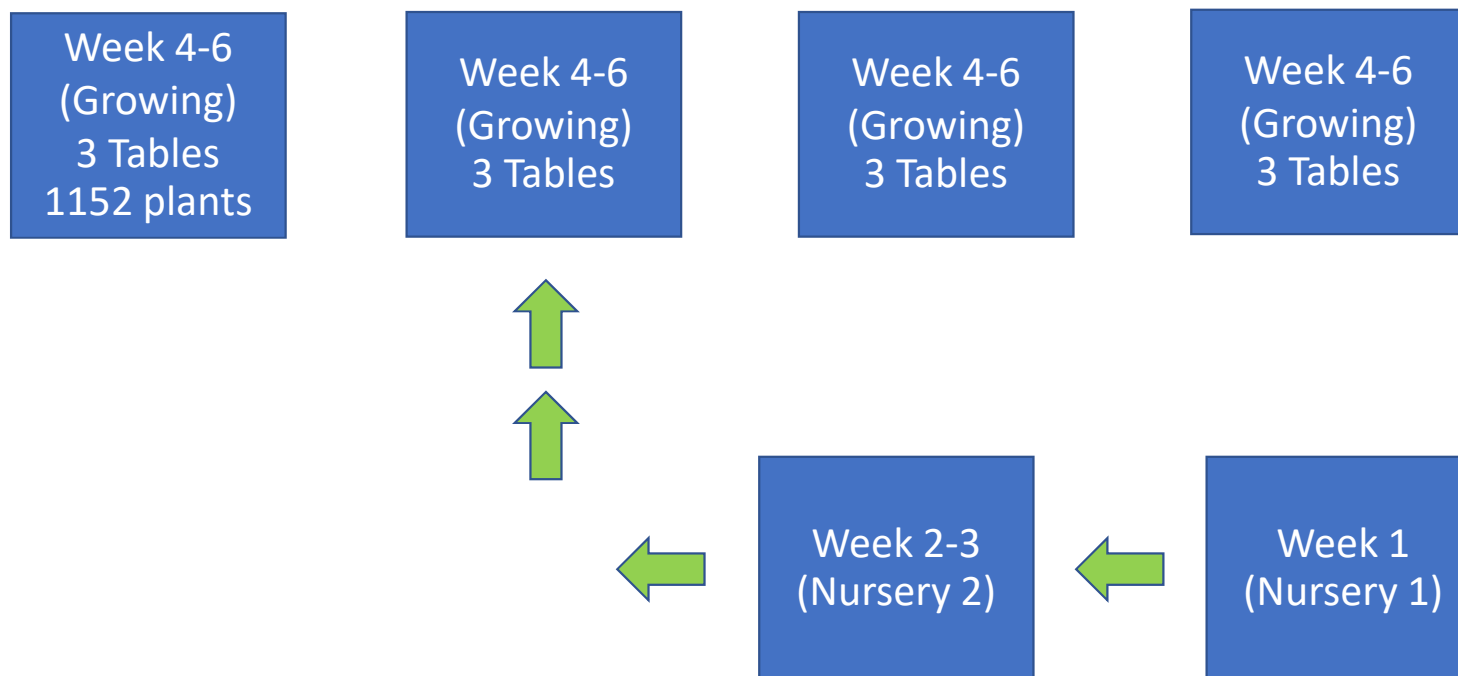 Week 4-6
(Growing)
3 Tables
1152 plants
Week 4-6
(Growing)
3 Tables
Week 4-6
(Growing)
3 Tables
Week 4-6
(Growing)
3 Tables
Week 2-3
(Nursery 2)
Week 1
(Nursery 1)